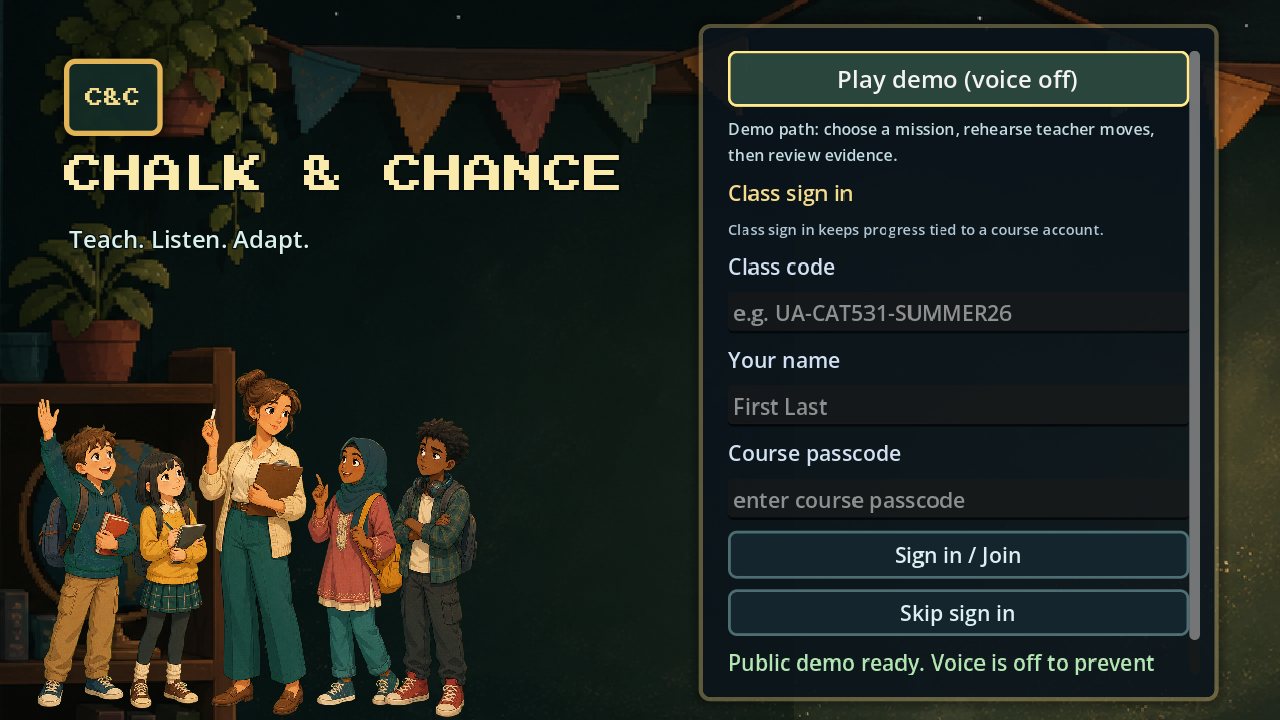 C&C
CHALK & CHANCE
Teach. Listen. Adapt.
Play demo (voice off)
Demo path: choose a mission, rehearse teacher moves,
then review evidence.
Class sign in
Class sign in keeps progress tied to a course account.
Class code
e.g. UA-CAT531-SUMMER26
Your name
First Last
Course passcode
enter course passcode
Sign in / Join
Skip sign in
Public demo ready. Voice is off to prevent